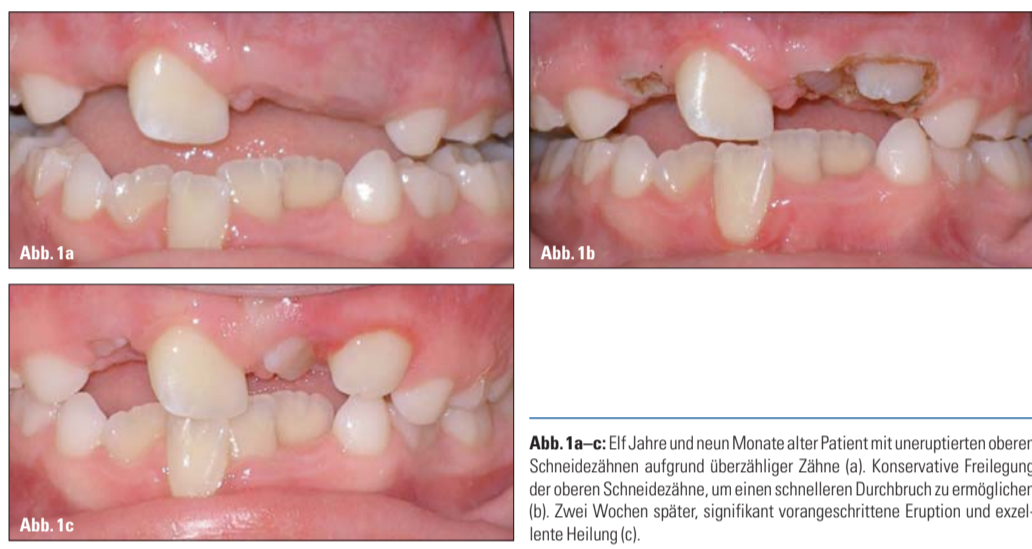 Abb. 1a
Abb. 1b
Abb. 1c
Abb. 1a–c: Elf Jahre und neun Monate alter Patient mit uneruptierten oberen
Schneidezähnen aufgrund überzähliger Zähne (a). Konservative Freilegung
der oberen Schneidezähne, um einen schnelleren Durchbruch zu ermöglichen
(b). Zwei Wochen später, signifikant vorangeschrittene Eruption und exzel-
lente Heilung (c).